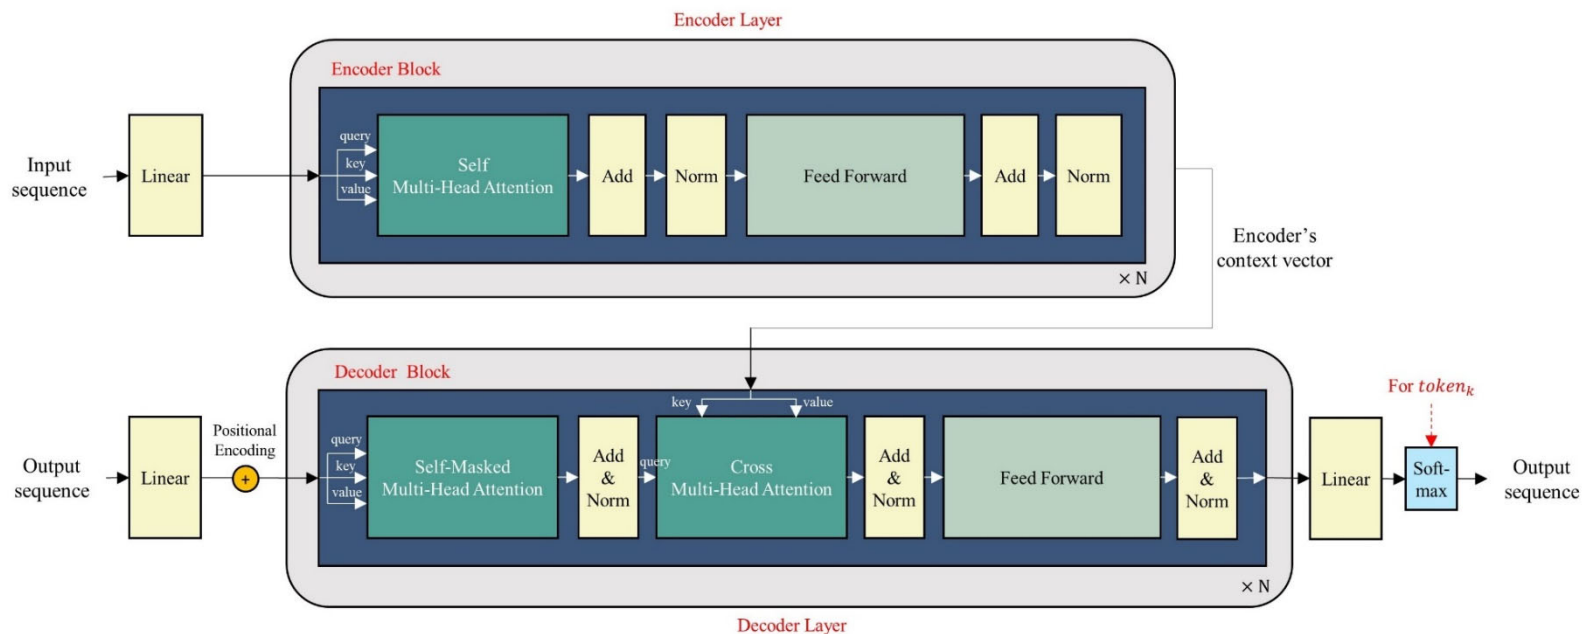 Encoder Layer
Encoder Block
Input
sequence
Linear
query
key
value
Self
Multi-Head Attention
Add
Norm
Feed Forward
Add
Norm
× N
Encoder's
context vector
Decoder Block
Output
sequence
Linear
Positional
Encoding
+
query
key
value
Self-Masked
Multi-Head Attention
Add
&
Norm
query
key
value
Cross
Multi-Head Attention
Add
&
Norm
Feed Forward
Add
&
Norm
× N
Linear
For token_k
Soft-
max
Output
sequence
Decoder Layer